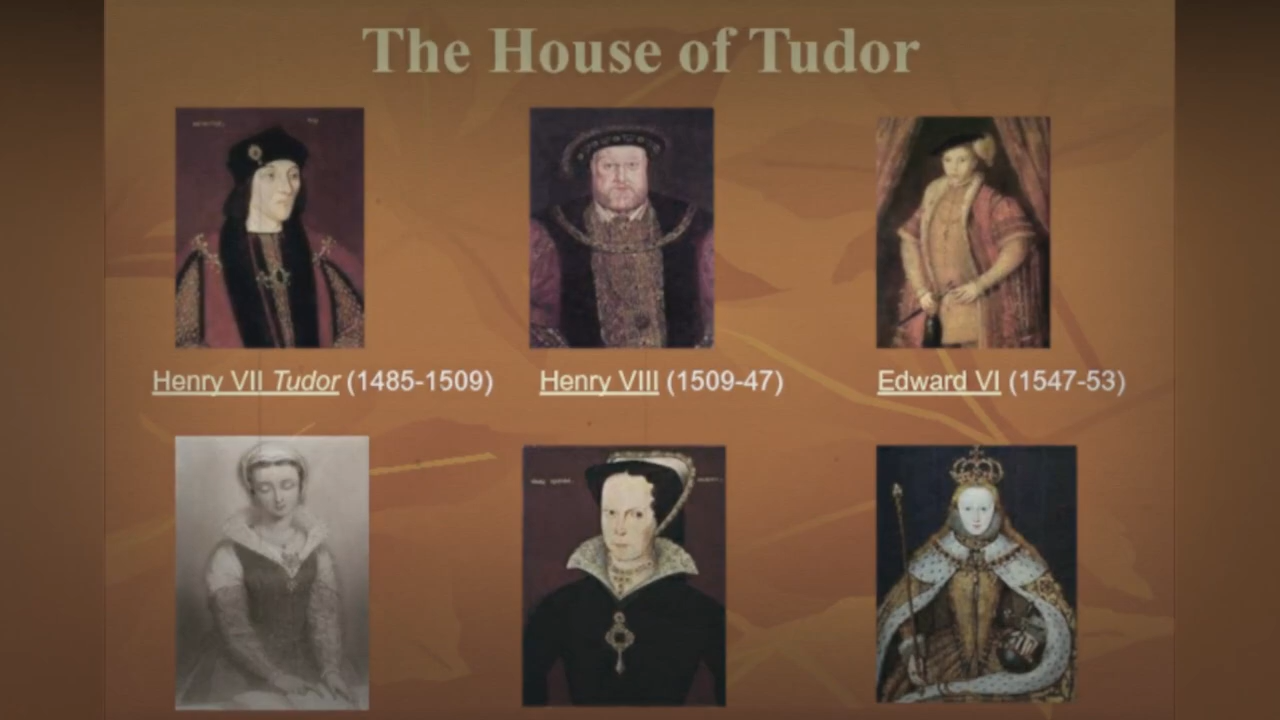 The House of Tudor
Henry VII Tudor (1485-1509)
Henry VIII (1509-47)
Edward VI (1547-53)